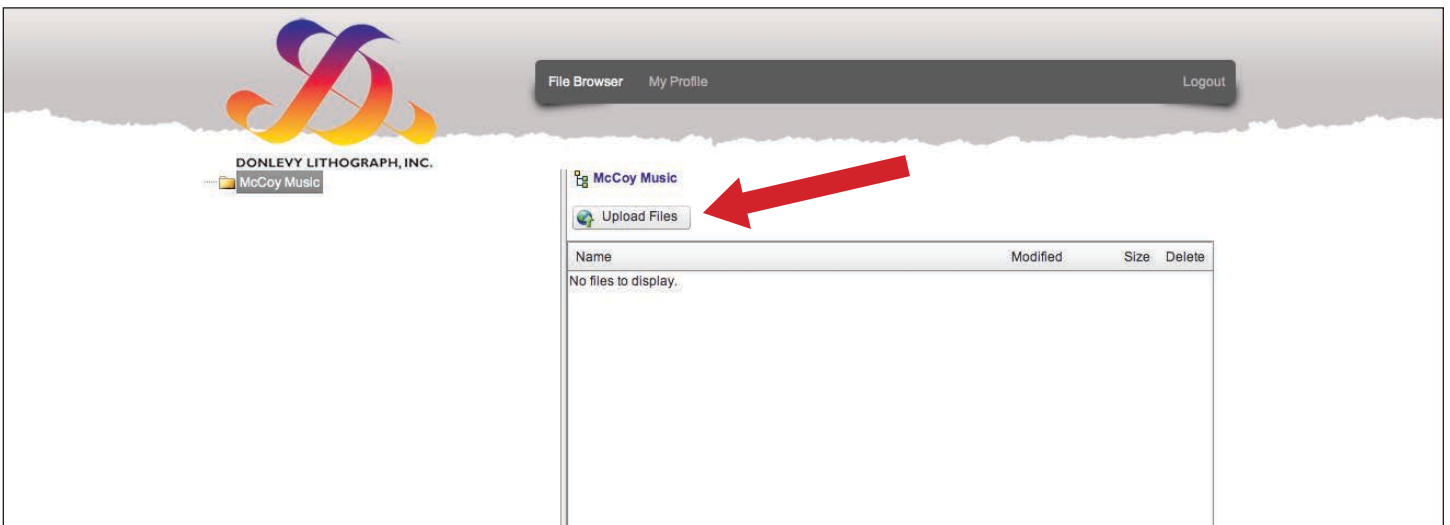 File Browser My Profile Logout
DONLEVY LITHOGRAPH, INC.
McCoy Music
McCoy Music
Upload Files
Name Modified Size Delete
No files to display.